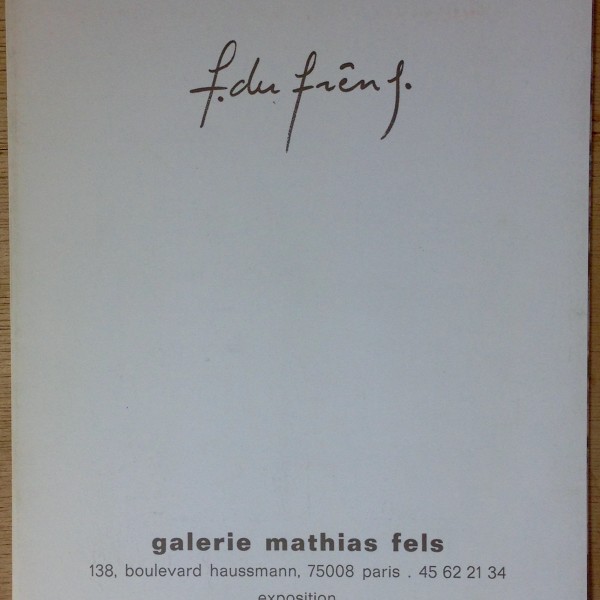 f. du frêne f.
galerie mathias fels
138, boulevard haussmann, 75008 paris . 45 62 21 34
exposition